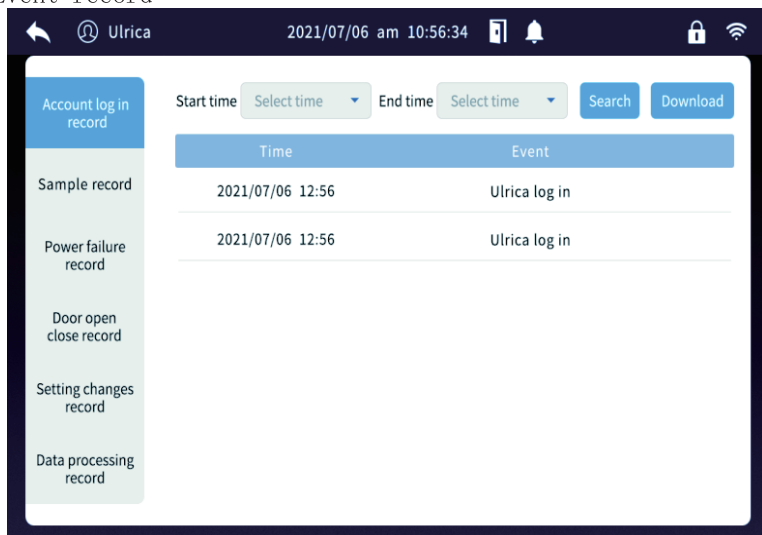 Event record
Ulrica 2021/07/06 am 10:56:34
Account log in
record
Start time Select time End time Select time Search Download
Time Event
2021/07/06 12:56 Ulrica log in
2021/07/06 12:56 Ulrica log in
Sample record
Power failure
record
Door open
close record
Setting changes
record
Data processing
record